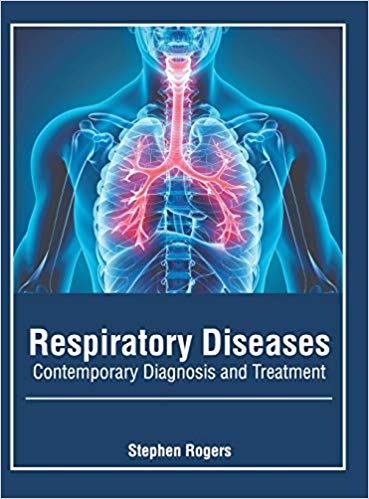 Respiratory Diseases
Contemporary Diagnosis and Treatment
Stephen Rogers